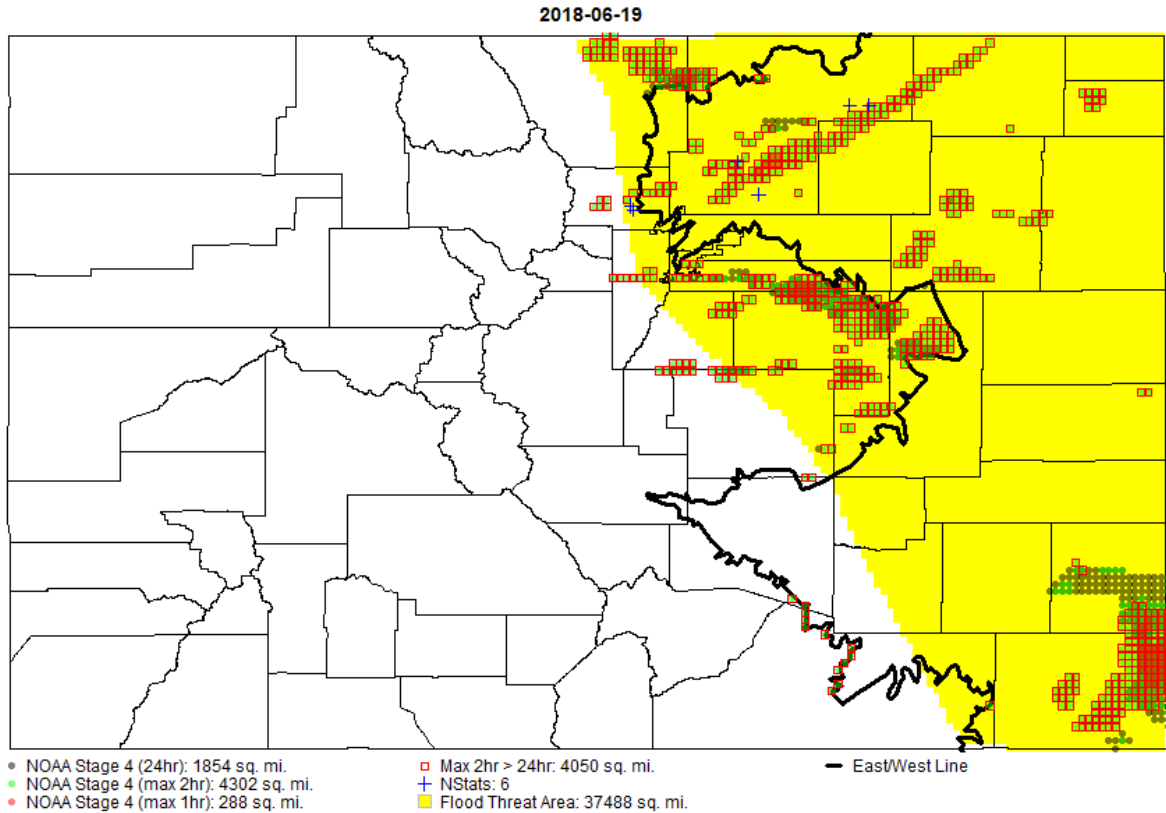 2018-06-19
NOAA Stage 4 (24hr): 1854 sq. mi.
NOAA Stage 4 (max 2hr): 4302 sq. mi.
NOAA Stage 4 (max 1hr): 288 sq. mi.
Max 2hr > 24hr: 4050 sq. mi.
NStats: 6
Flood Threat Area: 37488 sq. mi.
East/West Line